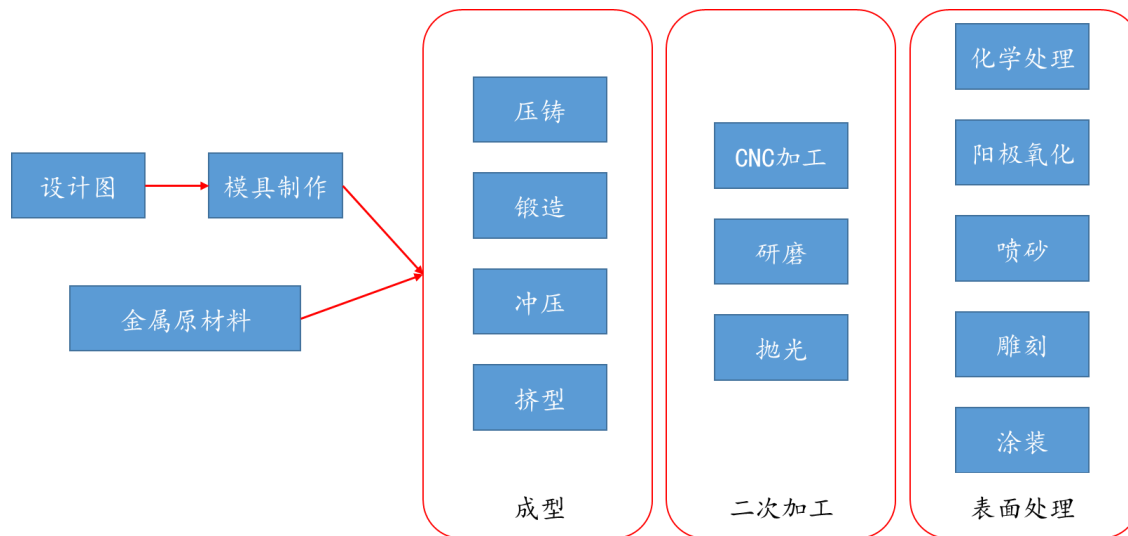 设计图
模具制作
金属原材料
压铸
锻造
冲压
挤型
成型
CNC加工
研磨
抛光
二次加工
化学处理
阳极氧化
喷砂
雕刻
涂装
表面处理